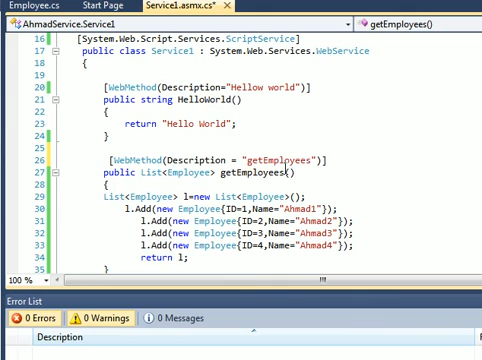 Employee.cs Start Page Service1.asmx.cs* ×
AhmadService.Service1 getEmployees()
16 [System.Web.Script.Services.ScriptService]
17 public class Service1 : System.Web.Services.WebService
18 {
19
20 [WebMethod(Description="Hellow world")]
21 public string HelloWorld()
22 {
23 return "Hello World";
24 }
25
26 [WebMethod(Description = "getEmployees")]
27 public List<Employee> getEmployees()
28 {
29 List<Employee> l=new List<Employee>();
30 l.Add(new Employee{ID=1,Name="Ahmad1"});
31 l.Add(new Employee{ID=2,Name="Ahmad2"});
32 l.Add(new Employee{ID=3,Name="Ahmad3"});
33 l.Add(new Employee{ID=4,Name="Ahmad4"});
34 return l;
35 }
100 %
Error List
0 Errors 0 Warnings 0 Messages
Description